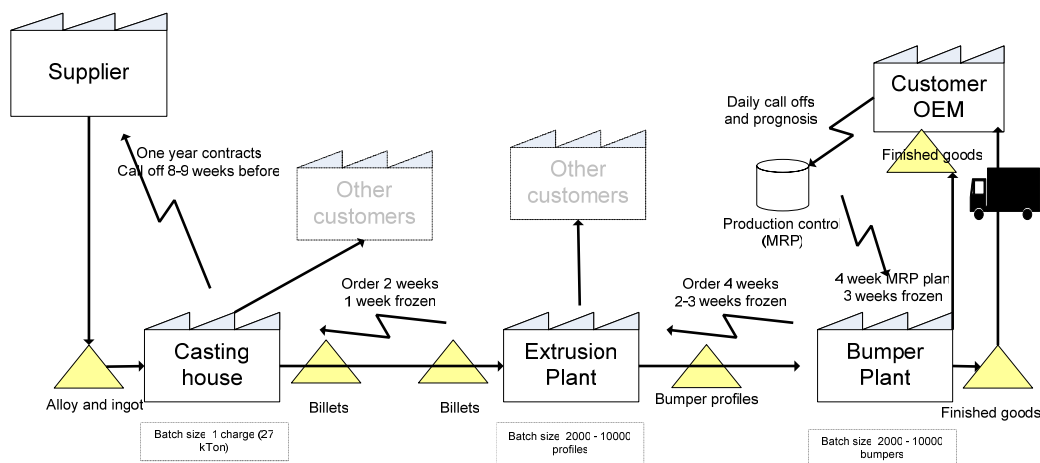 Supplier
One year contracts
Call off 8-9 weeks before
Other
customers
Other
customers
Daily call offs
and prognosis
Customer
OEM
Finished goods
Production control
(MRP)
Order 2 weeks
1 week frozen
Order 4 weeks
2-3 weeks frozen
4 week MRP plan
3 weeks frozen
Casting
house
Extrusion
Plant
Bumper
Plant
Alloy and ingot
Billets
Billets
Bumper profiles
Finished goods
Batch size 1 charge (27
kTon)
Batch size 2000 - 10000
profiles
Batch size 2000 - 10000
bumpers